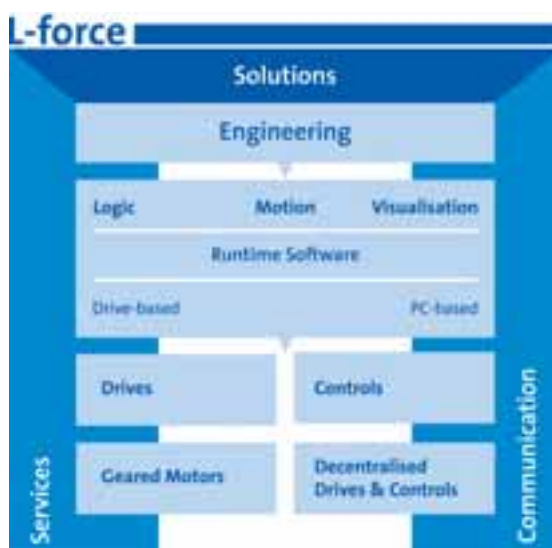 L-force
Solutions
Engineering
Logic Motion Visualisation
Runtime Software
Drive-based PC-based
Drives Controls
Geared Motors Decentralised
Drives & Controls
Services
Communication